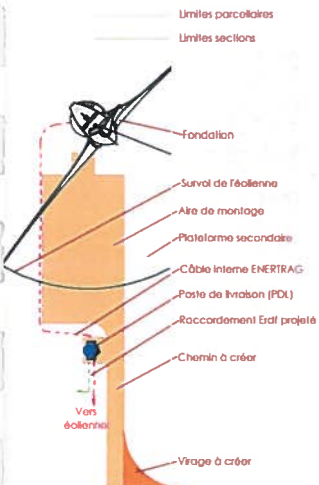 Limites parcellaires
Limites sections
Fondation
Survol de l'éolienne
Aire de montage
Plateforme secondaire
Câble interne ENERTRAG
Poste de livraison (PDL)
Raccordement Erdf projeté
Chemin à créer
Vers
éolienne
Virage à créer